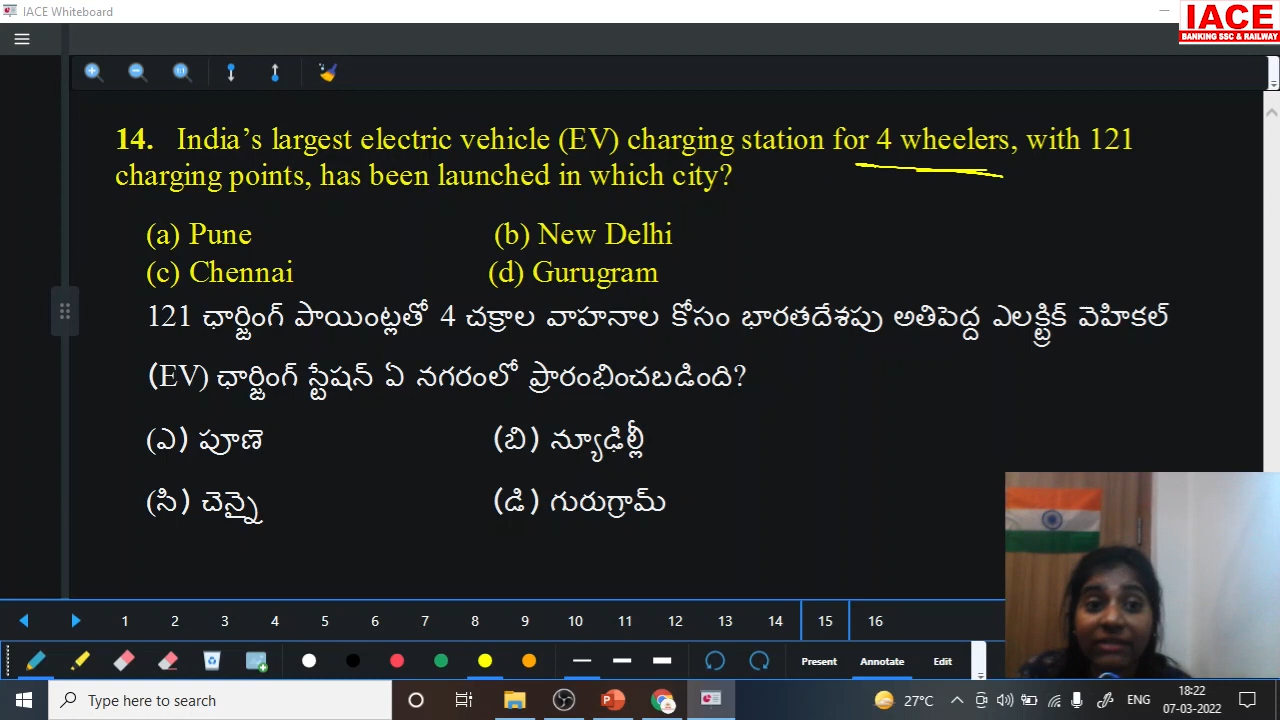 IACE Whiteboard
IACE
BANKING SSC & RAILWAY
14. India’s largest electric vehicle (EV) charging station for 4 wheelers, with 121
charging points, has been launched in which city?
(a) Pune (b) New Delhi
(c) Chennai (d) Gurugram
121 ఛార్జింగ్ పాయింట్లతో 4 చక్రాల వాహనాల కోసం భారతదేశపు అతిపెద్ద ఎలక్ట్రిక్ వెహికల్
(EV) ఛార్జింగ్ స్టేషన్ ఏ నగరంలో ప్రారంభించబడింది?
(ఎ) పూణె (బి) న్యూఢిల్లీ
(సి) చెన్నై (డి) గురుగ్రామ్
1 2 3 4 5 6 7 8 9 10 11 12 13 14 15 16
Present Annotate Edit
Type here to search 27°C ENG 18:22
07-03-2022